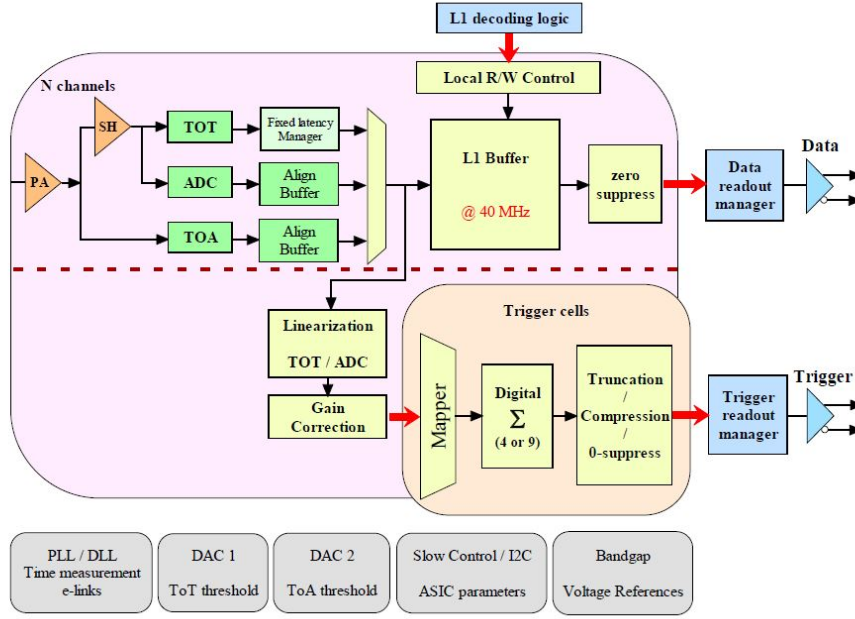 L1 decoding logic
N channels
Local R/W Control
SH
TOT
Fixed latency
Manager
PA
ADC
Align
Buffer
L1 Buffer
@ 40 MHz
zero
suppress
Data
readout
manager
Data
TOA
Align
Buffer
Linearization
TOT / ADC
Gain
Correction
Trigger cells
Mapper
Digital
Σ
(4 or 9)
Truncation
/
Compression
/
0-suppress
Trigger
readout
manager
Trigger
PLL / DLL
Time measurement
e-links
DAC 1
ToT threshold
DAC 2
ToA threshold
Slow Control / I2C
ASIC parameters
Bandgap
Voltage References